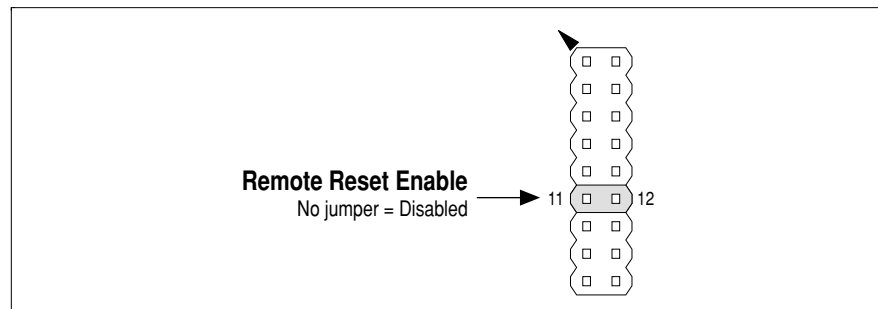 Remote Reset Enable
No jumper = Disabled
11 12